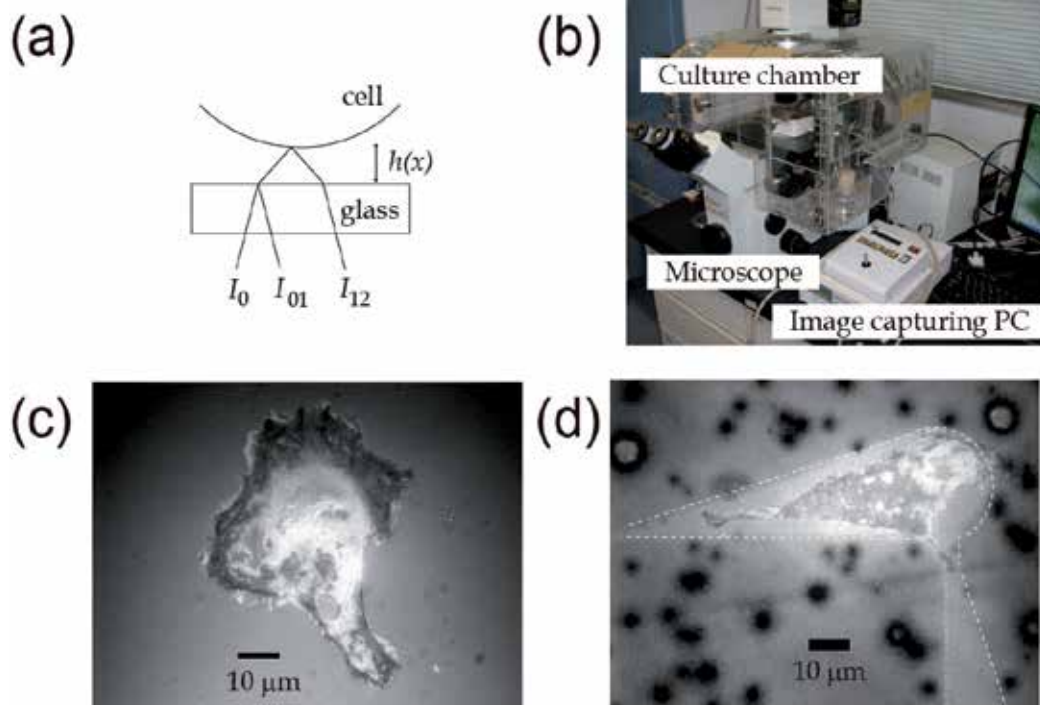 (a)
cell
h(x)
glass
I0
I01
I12
(b)
Culture chamber
Microscope
Image capturing PC
(c)
10 μm
(d)
10 μm